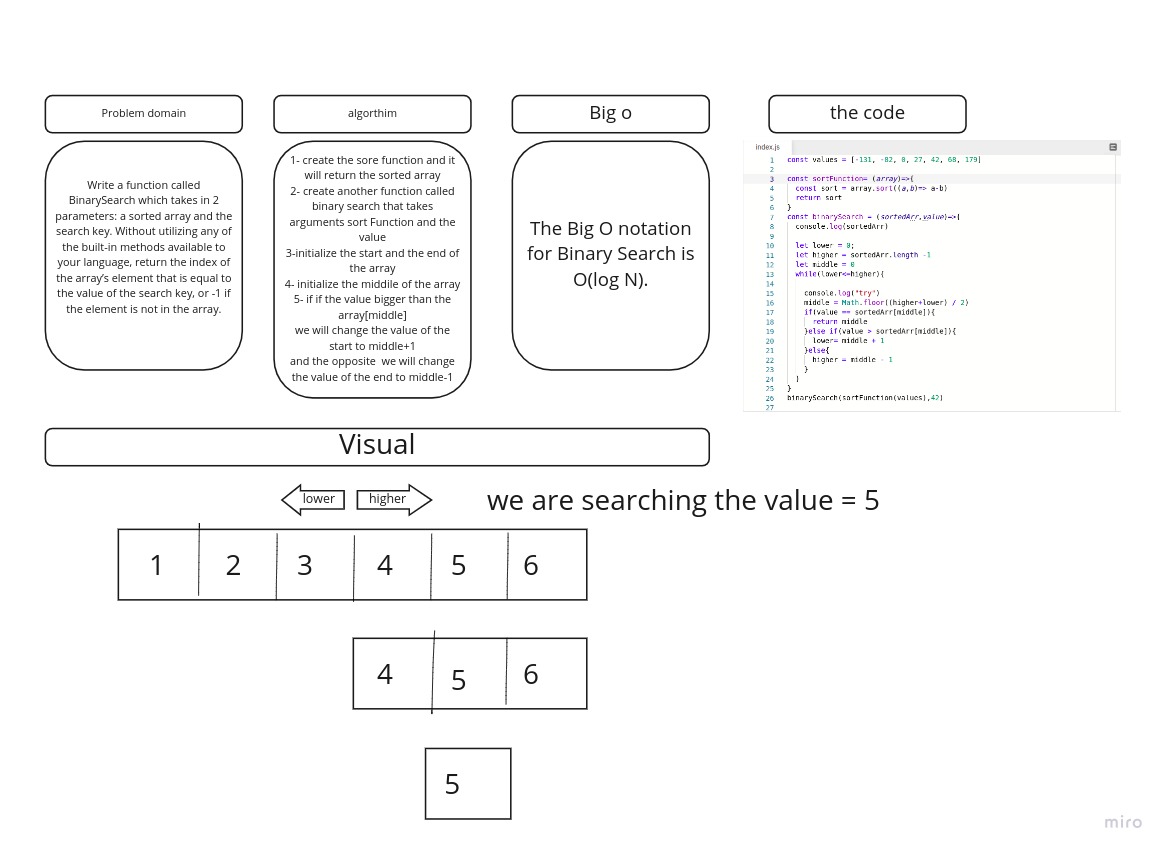 Problem domain
Write a function called
BinarySearch which takes in 2
parameters: a sorted array and the
search key. Without utilizing any of
the built-in methods available to
your language, return the index of
the array's element that is equal to
the value of the search key, or -1 if
the element is not in the array.
algorthim
1- create the sore function and it
will return the sorted array
2- create another function called
binary search that takes
arguments sort Function and the
value
3-initialize the start and the end of
the array
4- initialize the middile of the array
5- if if the value bigger than the
array[middle]
we will change the value of the
start to middle+1
and the opposite we will change
the value of the end to middle-1
Big o
The Big O notation
for Binary Search is
O(log N).
the code
index.js
1 const values = [-131, -82, 0, 27, 42, 68, 179]
2
3 const sortFunction= (array)=>{
4 const sort = array.sort((a,b)=> a-b)
5 return sort
6 }
7 const binarySearch = (sortedArr,value)=>{
8 console.log(sortedArr)
9
10 let lower = 0;
11 let higher = sortedArr.length -1
12 let middle = 0
13 while(lower<=higher){
14
15 console.log("try")
16 middle = Math.floor((higher+lower) / 2)
17 if(value == sortedArr[middle]){
18 return middle
19 }else if(value > sortedArr[middle]){
20 lower= middle + 1
21 }else{
22 higher = middle - 1
23 }
24 }
25 }
26 binarySearch(sortFunction(values),42)
27
Visual
lower
higher
we are searching the value = 5
1 2 3 4 5 6
4 5 6
5
miro